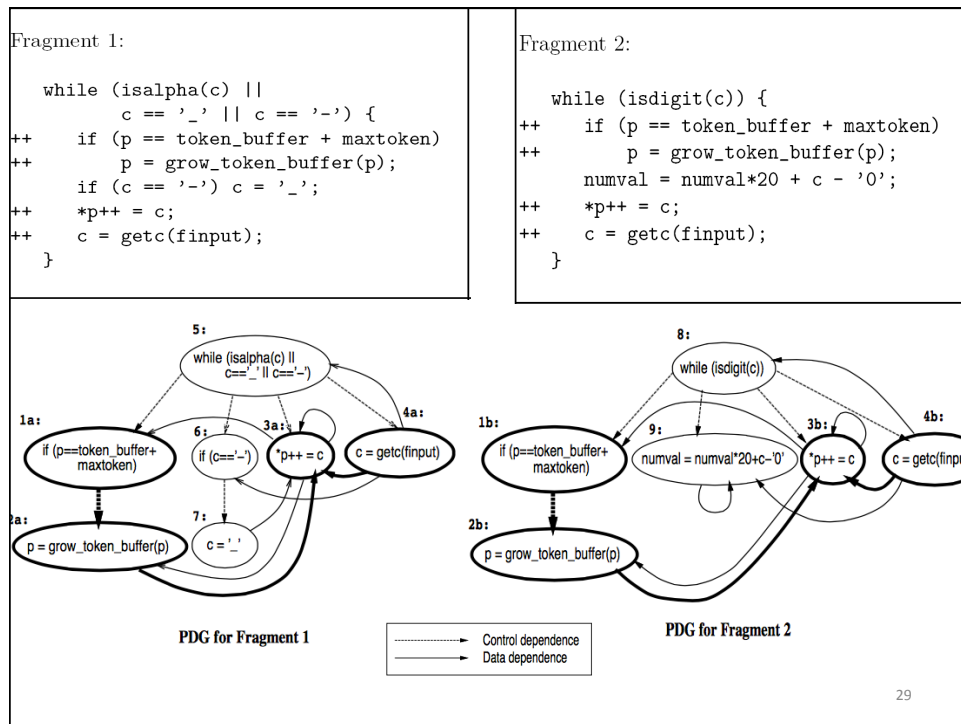 Fragment 1:
while (isalpha(c) ||
c == '_' || c == '-') {
++ if (p == token_buffer + maxtoken)
++ p = grow_token_buffer(p);
if (c == '-') c = '_';
++ *p++ = c;
++ c = getc(finput);
}
Fragment 2:
while (isdigit(c)) {
++ if (p == token_buffer + maxtoken)
++ p = grow_token_buffer(p);
numval = numval*20 + c - '0';
++ *p++ = c;
++ c = getc(finput);
}
5:
while (isalpha(c) ||
c=='_' || c=='-')
1a:
if (p==token_buffer+
maxtoken)
6:
if (c=='-')
3a:
*p++ = c
4a:
c = getc(finput)
2a:
p = grow_token_buffer(p)
7:
c = '_'
PDG for Fragment 1
8:
while (isdigit(c))
1b:
if (p==token_buffer+
maxtoken)
9:
numval = numval*20+c-'0'
3b:
*p++ = c
4b:
c = getc(finp
2b:
p = grow_token_buffer(p)
PDG for Fragment 2
Control dependence
Data dependence
29